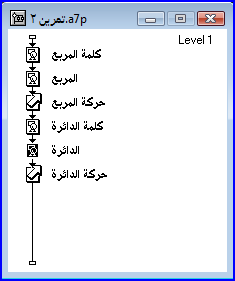 تمرين ٢.a7p
Level 1
كلمة المربع
المربع
حركة المربع
كلمة الدائرة
الدائرة
حركة الدائرة